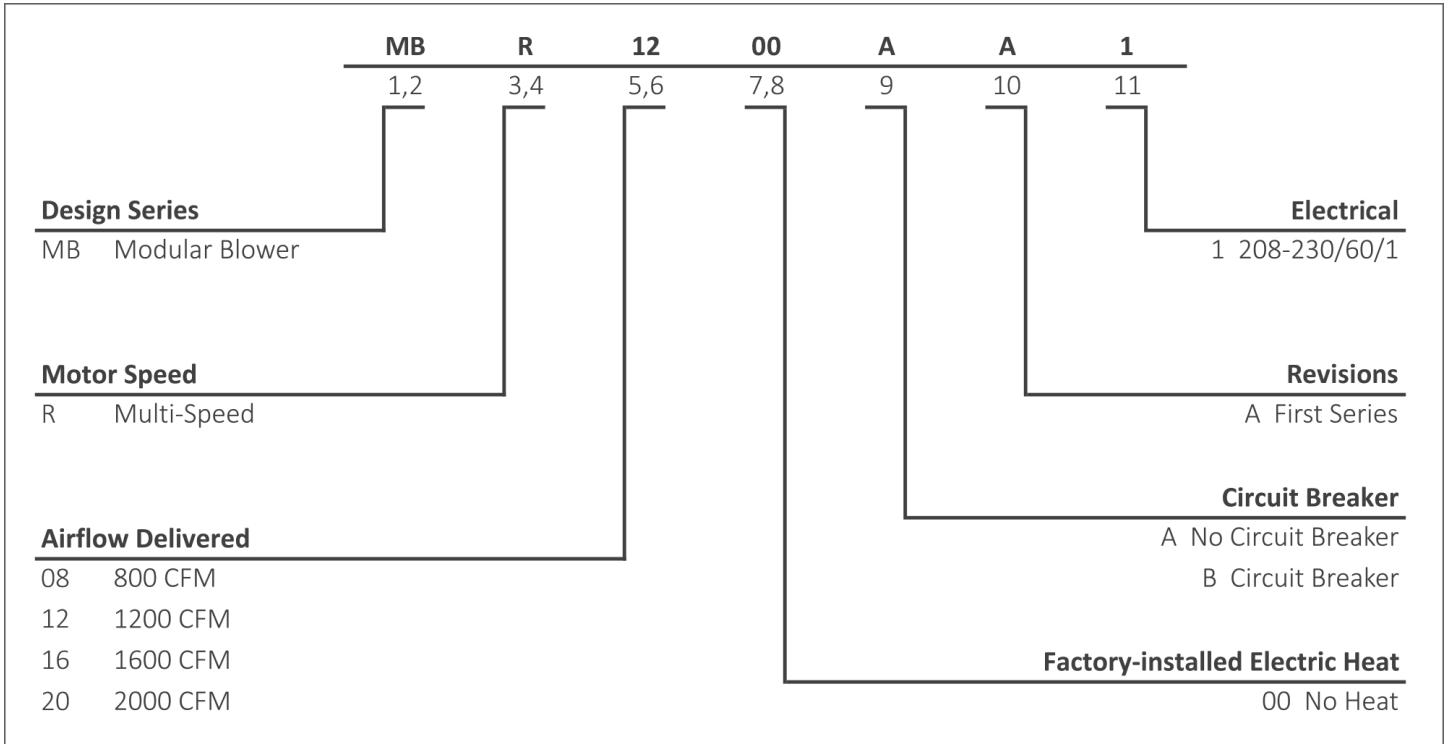 MB R 12 00 A A 1
1,2 3,4 5,6 7,8 9 10 11
Design Series
MB Modular Blower
Motor Speed
R Multi-Speed
Airflow Delivered
08 800 CFM
12 1200 CFM
16 1600 CFM
20 2000 CFM
Electrical
1 208-230/60/1
Revisions
A First Series
Circuit Breaker
A No Circuit Breaker
B Circuit Breaker
Factory-installed Electric Heat
00 No Heat